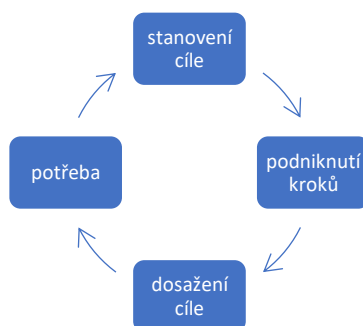 stanovení
cíle
podniknutí
kroků
dosažení
cíle
potřeba